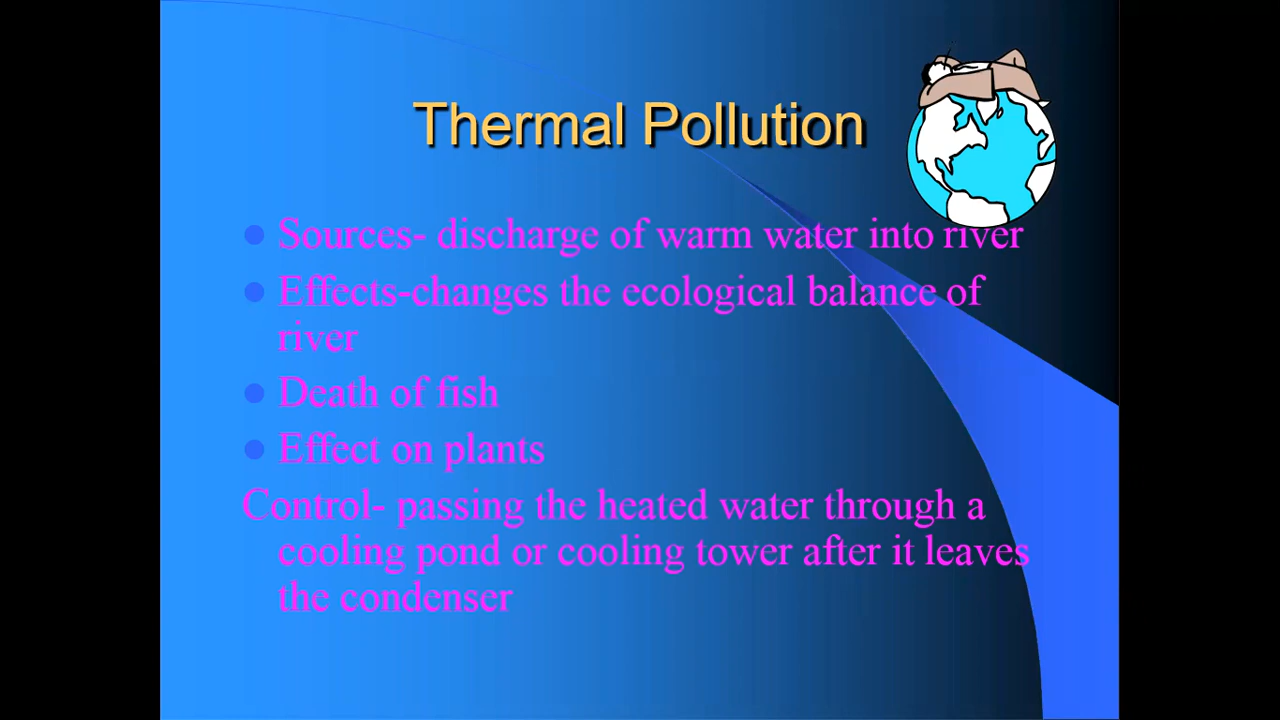 Thermal Pollution
Sources- discharge of warm water into river
Effects-changes the ecological balance of
river
Death of fish
Effect on plants
Control- passing the heated water through a
cooling pond or cooling tower after it leaves
the condenser